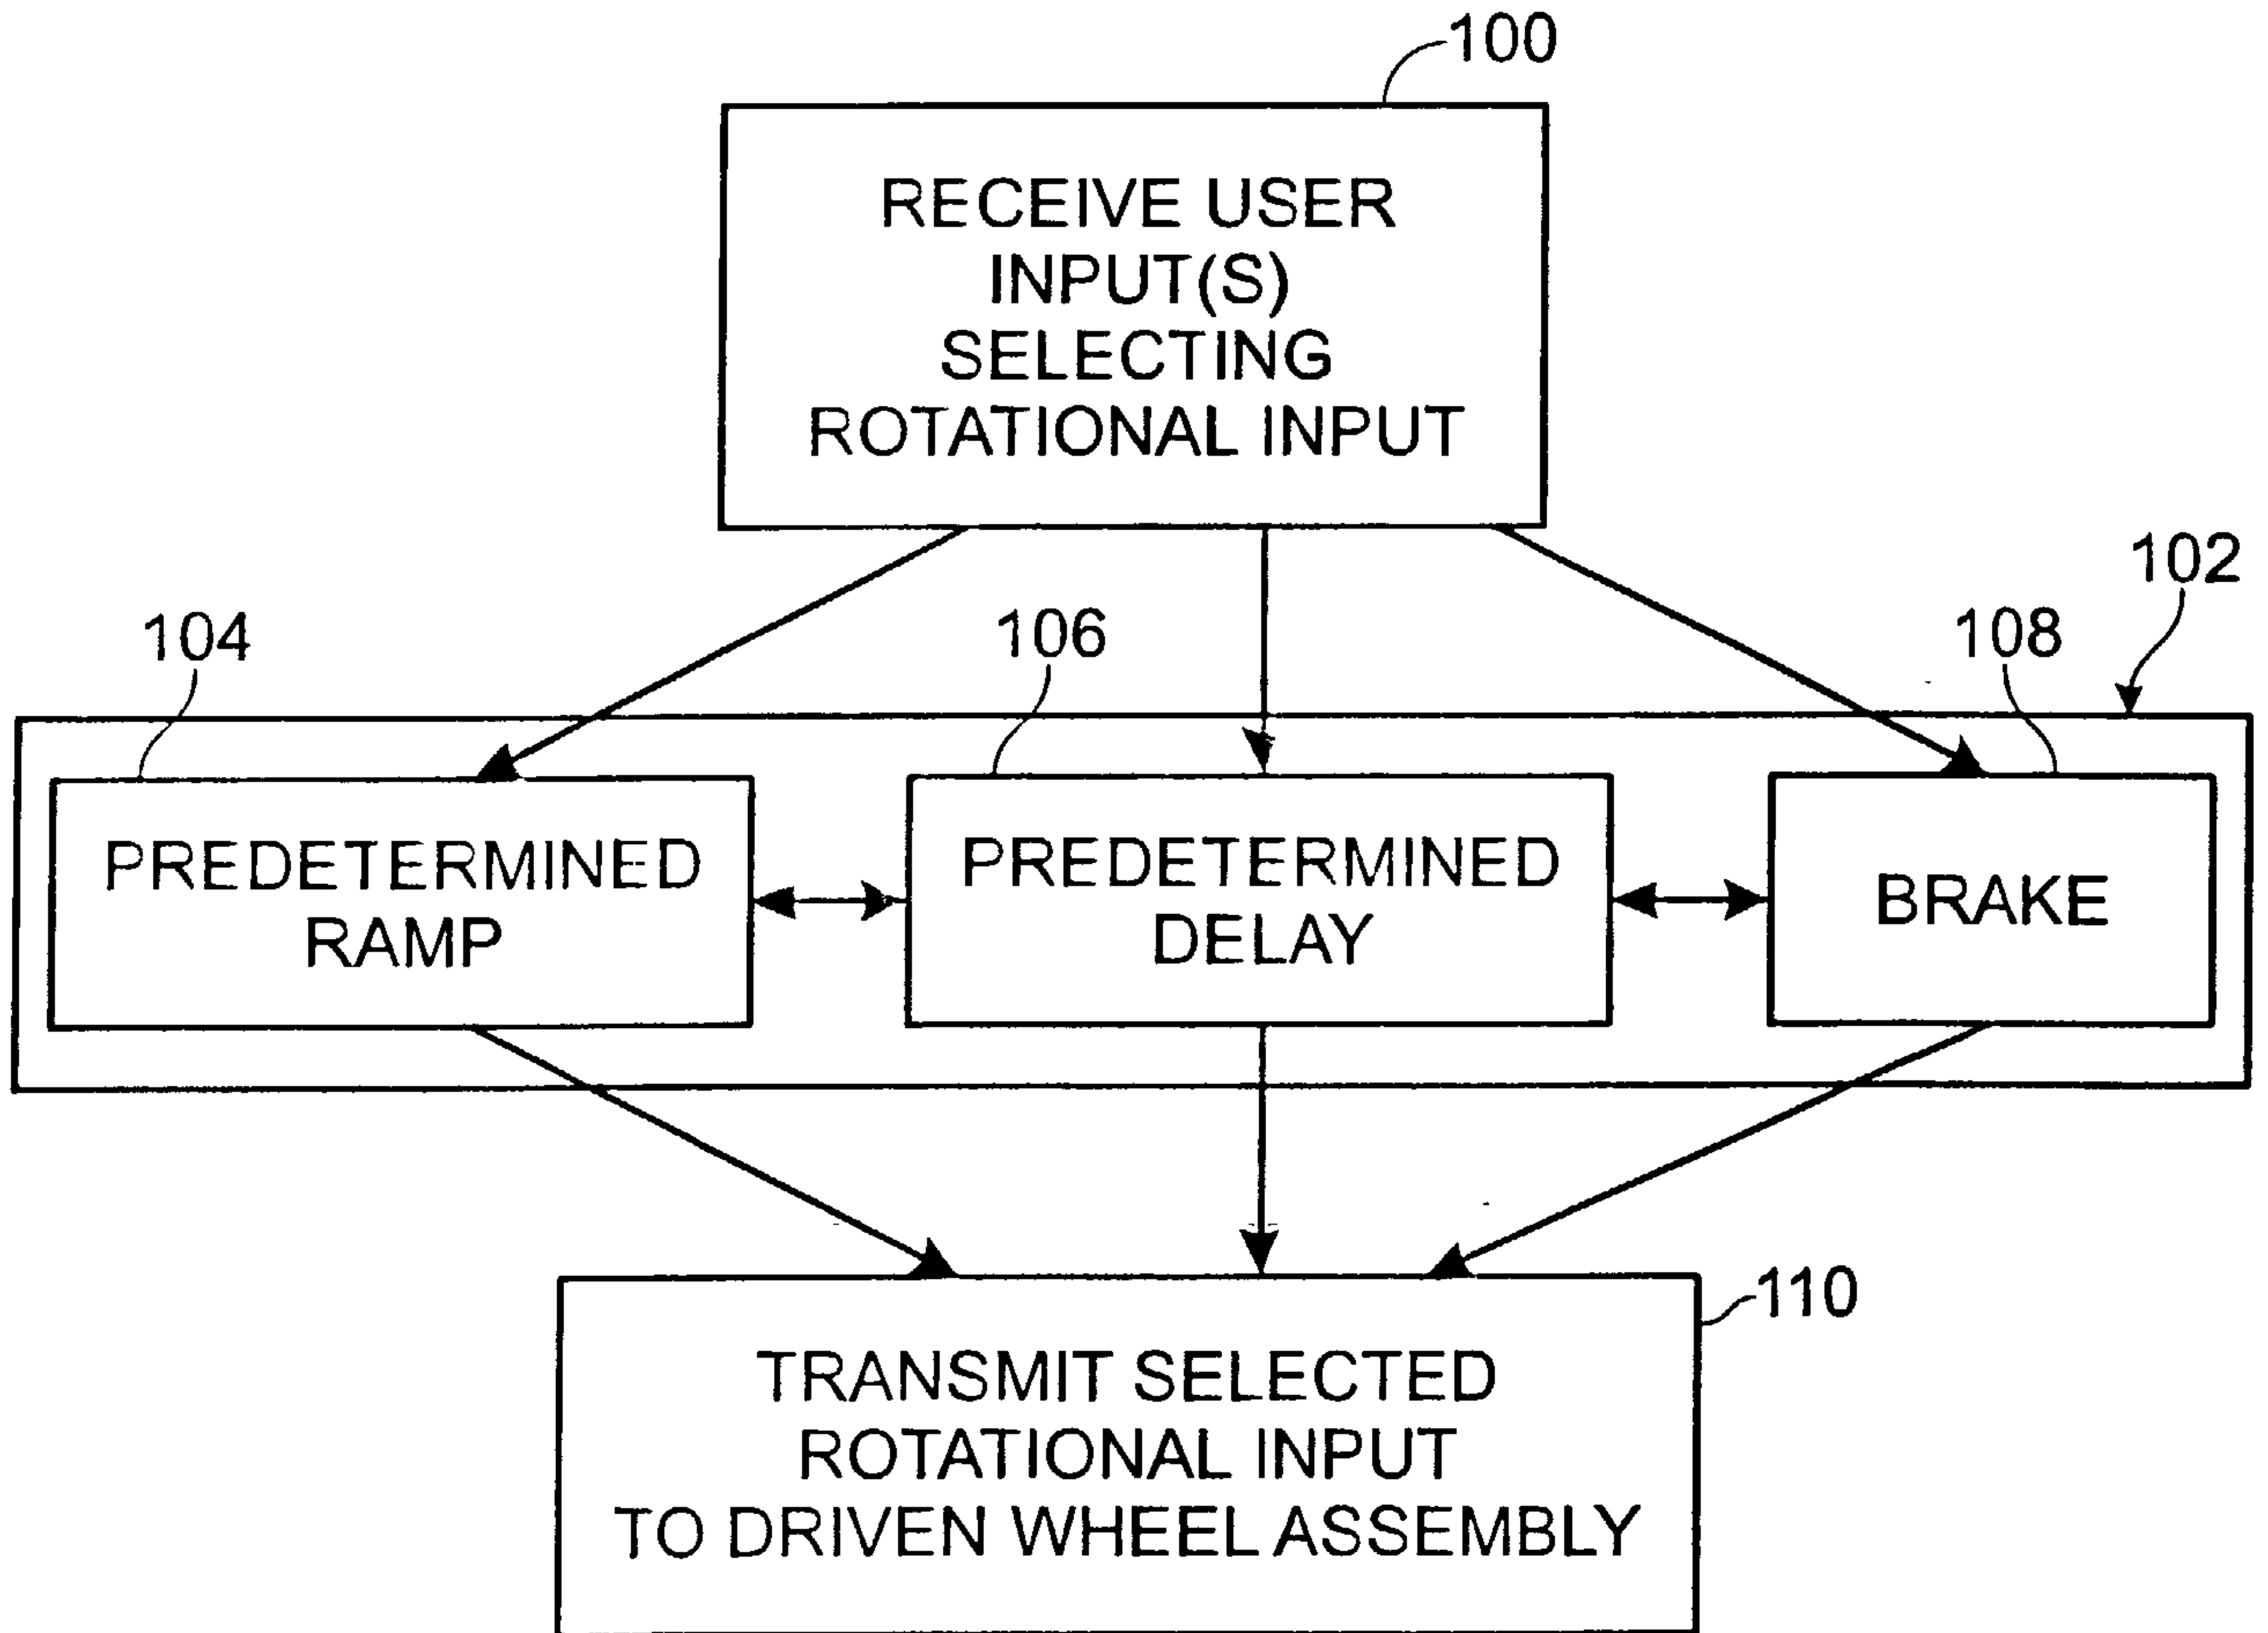 100
RECEIVE USER
INPUT(S)
SELECTING
ROTATIONAL INPUT
102
104
106
108
PREDETERMINED
RAMP
PREDETERMINED
DELAY
BRAKE
110
TRANSMIT SELECTED
ROTATIONAL INPUT
TO DRIVEN WHEEL ASSEMBLY